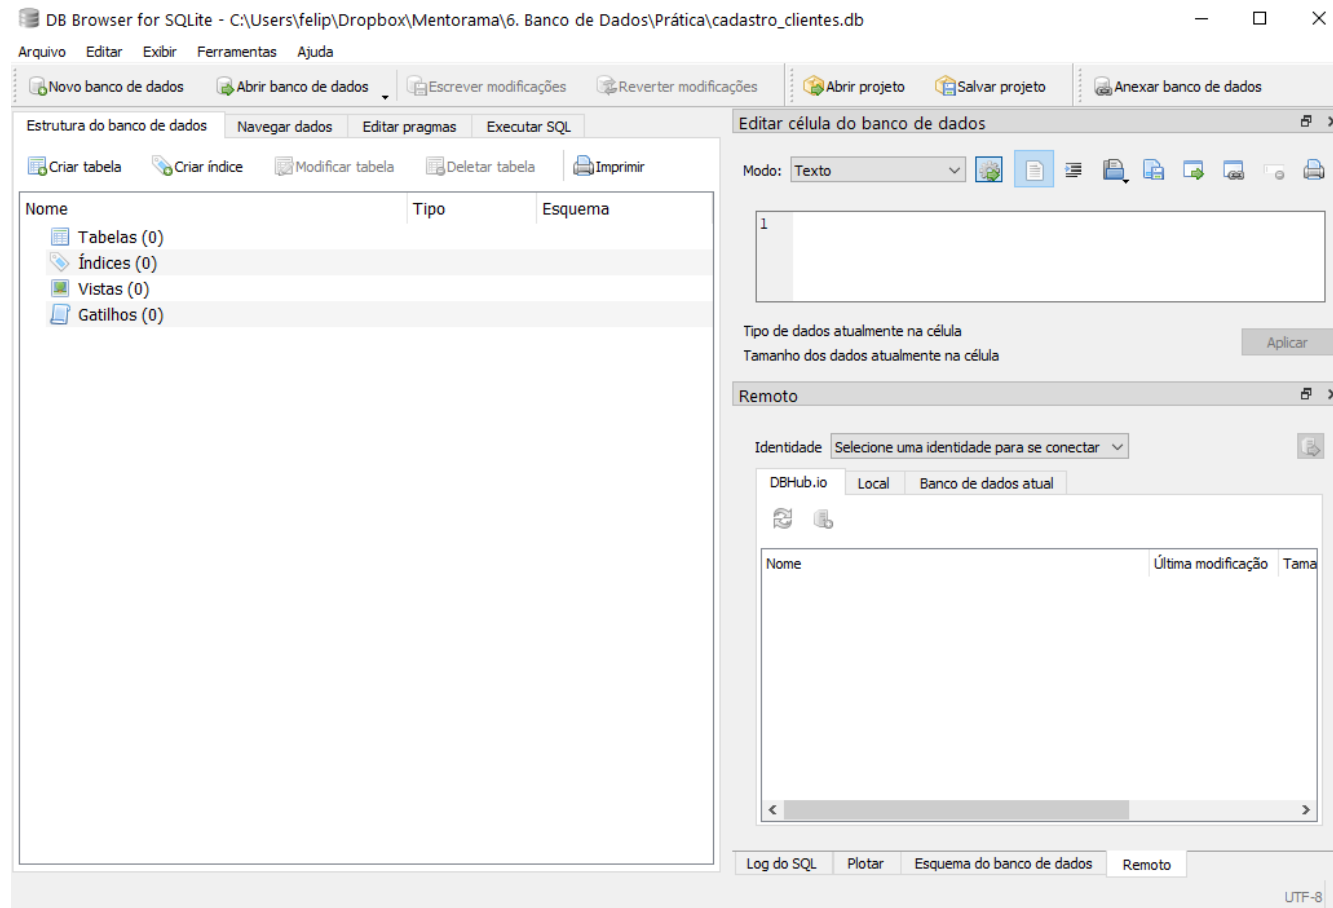 DB Browser for SQLite - C:\Users\felip\Dropbox\Mentorama\6. Banco de Dados\Prática\cadastro_clientes.db
Arquivo Editar Exibir Ferramentas Ajuda
Novo banco de dados Abrir banco de dados Escrever modificações Reverter modificações Abrir projeto Salvar projeto Anexar banco de dados
Estrutura do banco de dados Navegar dados Editar pragmas Executar SQL
Criar tabela Criar índice Modificar tabela Deletar tabela Imprimir
Nome Tipo Esquema
Tabelas (0)
Índices (0)
Vistas (0)
Gatilhos (0)
Editar célula do banco de dados
Modo: Texto
1
Tipo de dados atualmente na célula
Tamanho dos dados atualmente na célula
Aplicar
Remoto
Identidade Selecione uma identidade para se conectar
DBHub.io Local Banco de dados atual
Nome Última modificação Tama
Log do SQL Plotar Esquema do banco de dados Remoto
UTF-8